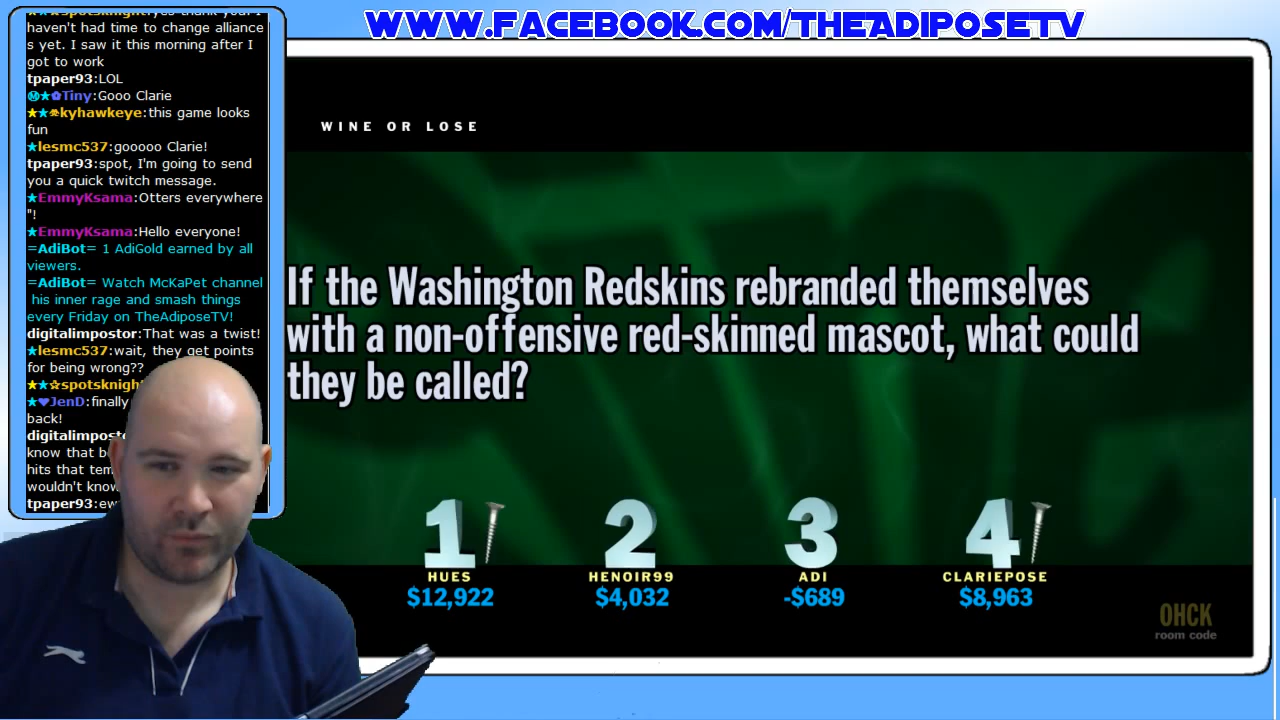 WWW.FACEBOOK.COM/THEADIPOSETV
haven't had time to change alliance
s yet. I saw it this morning after I
got to work
tpaper93:LOL
Tiny:Gooo Clarie
kyhawkeye:this game looks
fun
lesmc537:gooooo Clarie!
tpaper93:spot, I'm going to send
you a quick twitch message.
EmmyKsama:Otters everywhere
"!
EmmyKsama:Hello everyone!
=AdiBot= 1 AdiGold earned by all
viewers.
=AdiBot= Watch McKaPet channel
his inner rage and smash things
every Friday on TheAdiposeTV!
digitalimpostor:That was a twist!
lesmc537:wait, they get points
for being wrong??
spotsknight
JenD:finally
back!
digitalimposto
know that b
hits that tem
wouldn't know
tpaper93:ew
WINE OR LOSE
If the Washington Redskins rebranded themselves
with a non-offensive red-skinned mascot, what could
they be called?
1 2 3 4
HUES HENOIR99 ADI CLARIEPOSE
$12,922 $4,032 -$689 $8,963
OHCK
room code